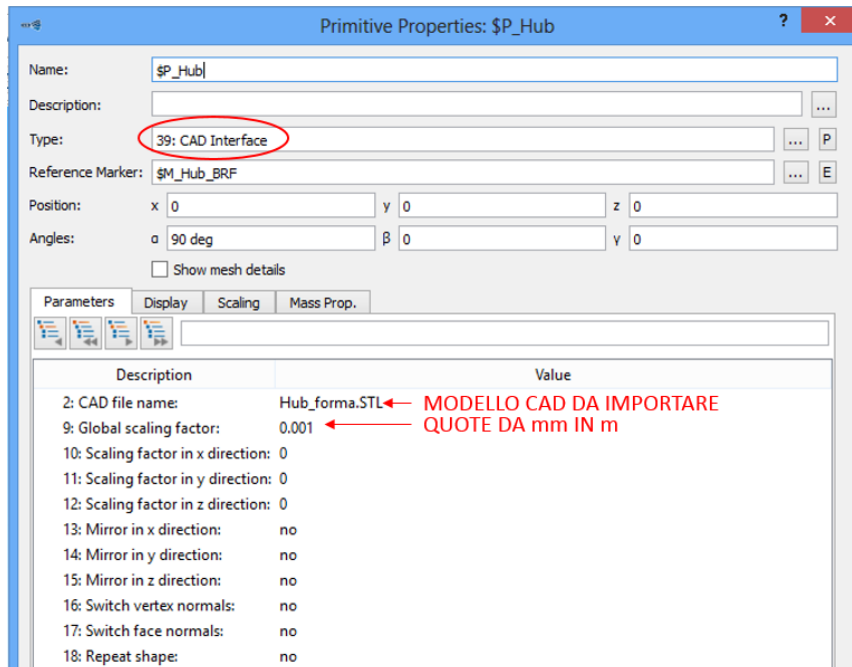 Primitive Properties: $P_Hub
? ×
Name: $P_Hub
Description: ...
Type: 39: CAD Interface ... P
Reference Marker: $M_Hub_BRF ... E
Position: x 0 y 0 z 0
Angles: α 90 deg β 0 γ 0
Show mesh details
Parameters Display Scaling Mass Prop.
Description Value
2: CAD file name: Hub_forma.STL MODELLO CAD DA IMPORTARE
9: Global scaling factor: 0.001 QUOTE DA mm IN m
10: Scaling factor in x direction: 0
11: Scaling factor in y direction: 0
12: Scaling factor in z direction: 0
13: Mirror in x direction: no
14: Mirror in y direction: no
15: Mirror in z direction: no
16: Switch vertex normals: no
17: Switch face normals: no
18: Repeat shape: no